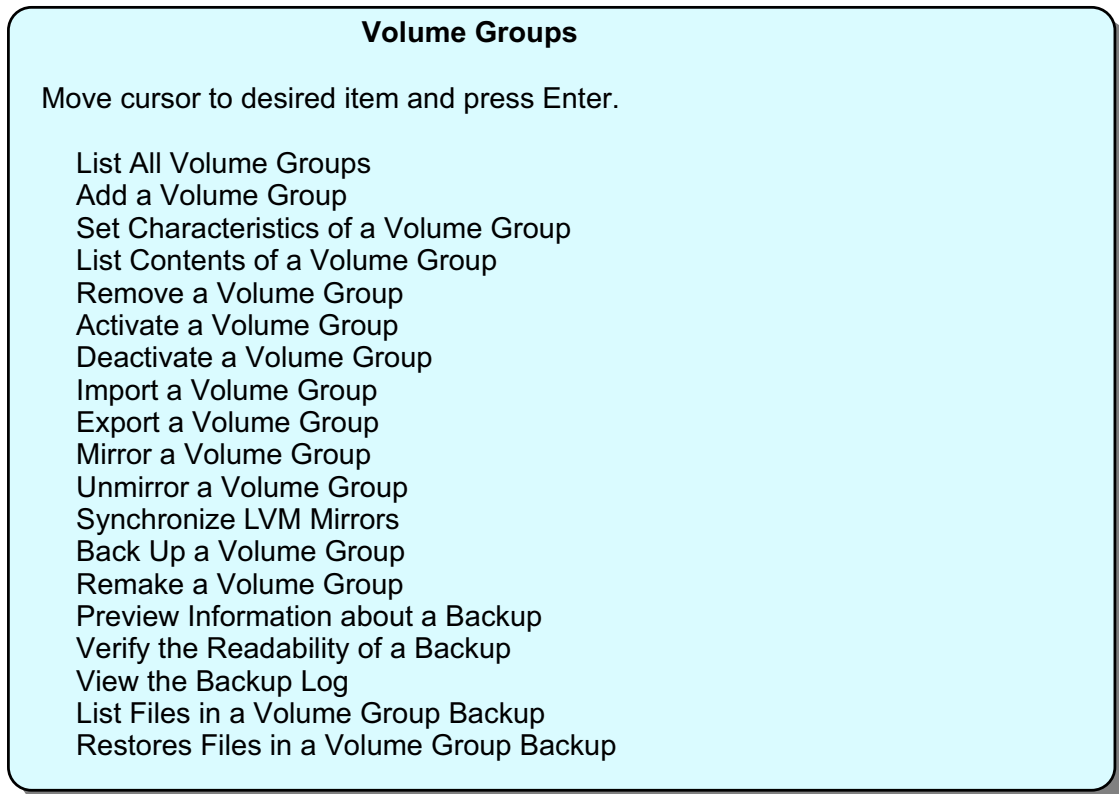 Volume Groups
Move cursor to desired item and press Enter.
List All Volume Groups
Add a Volume Group
Set Characteristics of a Volume Group
List Contents of a Volume Group
Remove a Volume Group
Activate a Volume Group
Deactivate a Volume Group
Import a Volume Group
Export a Volume Group
Mirror a Volume Group
Unmirror a Volume Group
Synchronize LVM Mirrors
Back Up a Volume Group
Remake a Volume Group
Preview Information about a Backup
Verify the Readability of a Backup
View the Backup Log
List Files in a Volume Group Backup
Restores Files in a Volume Group Backup